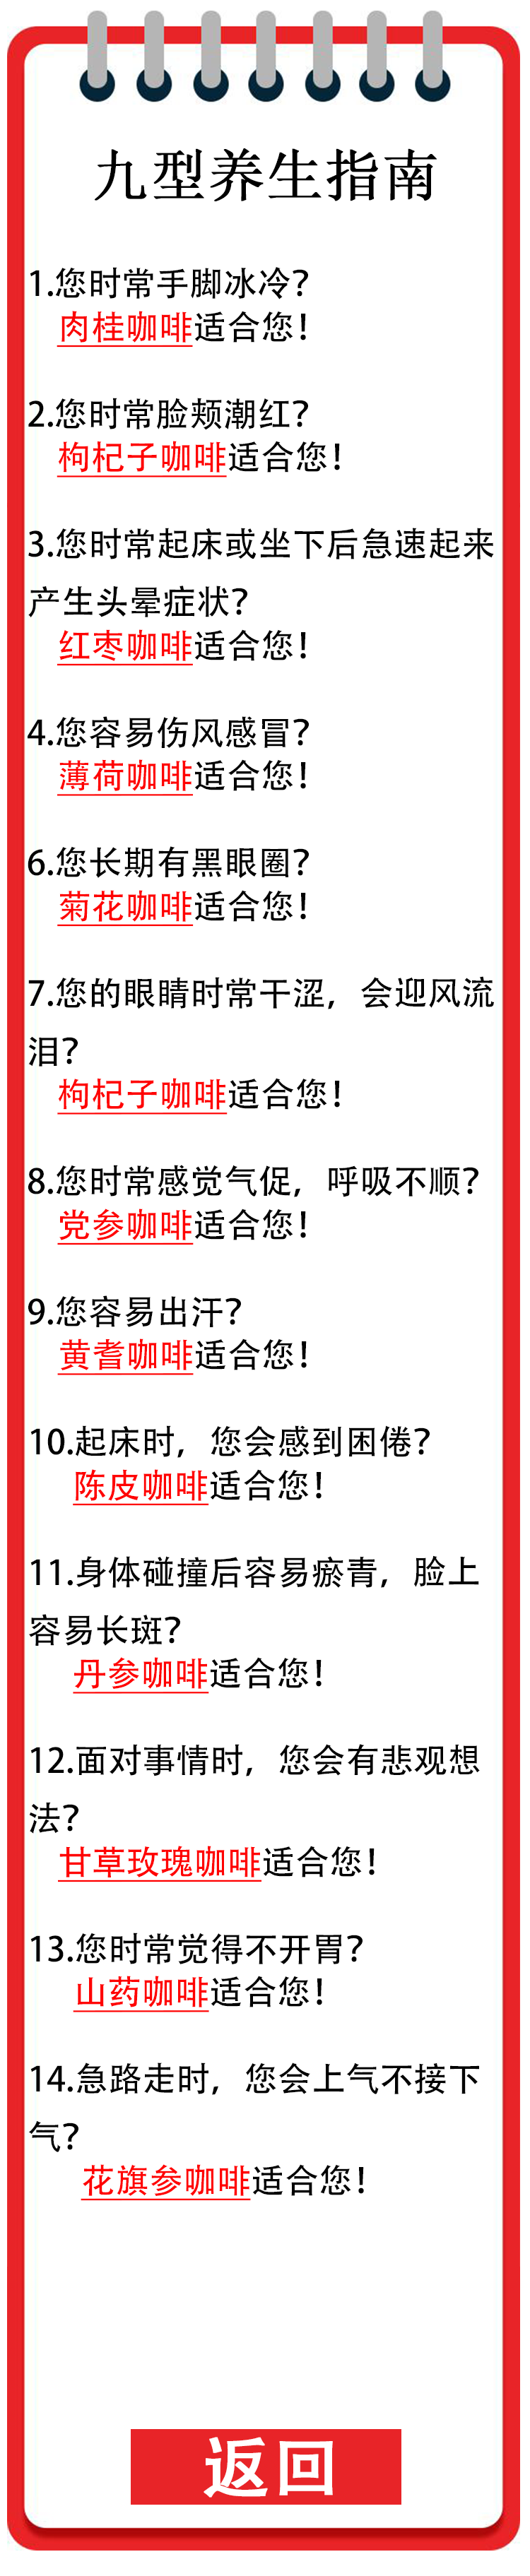 九型养生指南
1.您时常手脚冰冷?
肉桂咖啡适合您!
2.您时常脸颊潮红?
枸杞子咖啡适合您!
3.您时常起床或坐下后急速起来
产生头晕症状?
红枣咖啡适合您!
4.您容易伤风感冒?
薄荷咖啡适合您!
6.您长期有黑眼圈?
菊花咖啡适合您!
7.您的眼睛时常干涩，会迎风流
泪?
枸杞子咖啡适合您!
8.您时常感觉气促，呼吸不顺?
党参咖啡适合您!
9.您容易出汗?
黄耆咖啡适合您!
10.起床时，您会感到困倦?
陈皮咖啡适合您!
11.身体碰撞后容易瘀青，脸上
容易长斑?
丹参咖啡适合您!
12.面对事情时，您会有悲观想
法?
甘草玫瑰咖啡适合您!
13.您时常觉得不开胃?
山药咖啡适合您!
14.急路走时，您会上气不接下
气?
花旗参咖啡适合您!
返回